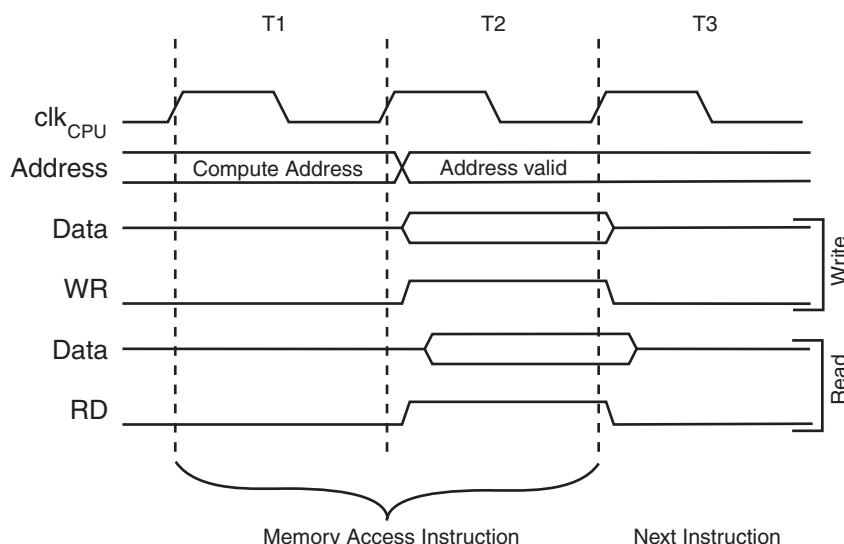 T1 T2 T3
clkCPU
Address Compute Address Address valid
Data
WR
Write
Data
RD
Read
Memory Access Instruction Next Instruction